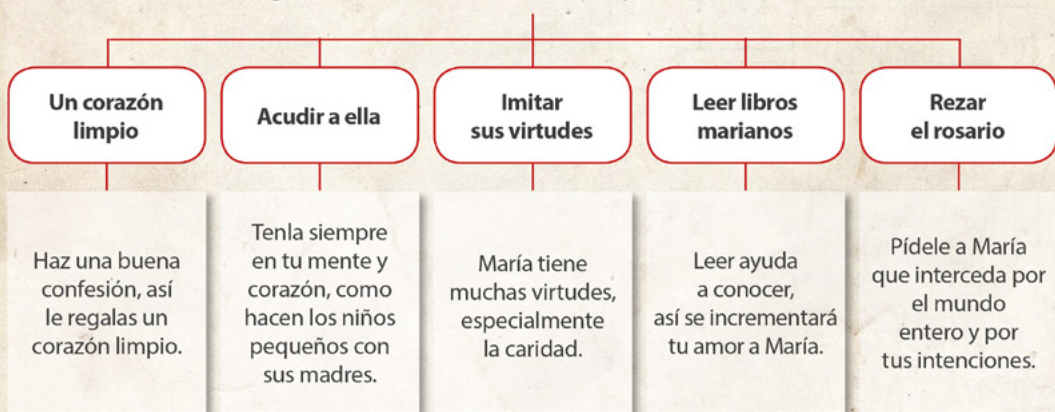 Un corazón
limpio
Acudir a ella
Imitar
sus virtudes
Leer libros
marianos
Rezar
el rosario
Haz una buena
confesión, así
le regalas un
corazón limpio.
Tenla siempre
en tu mente y
corazón, como
hacen los niños
pequeños con
sus madres.
María tiene
muchas virtudes,
especialmente
la caridad.
Leer ayuda
a conocer,
así se incrementará
tu amor a María.
Pídele a María
que interceda por
el mundo
entero y por
tus intenciones.